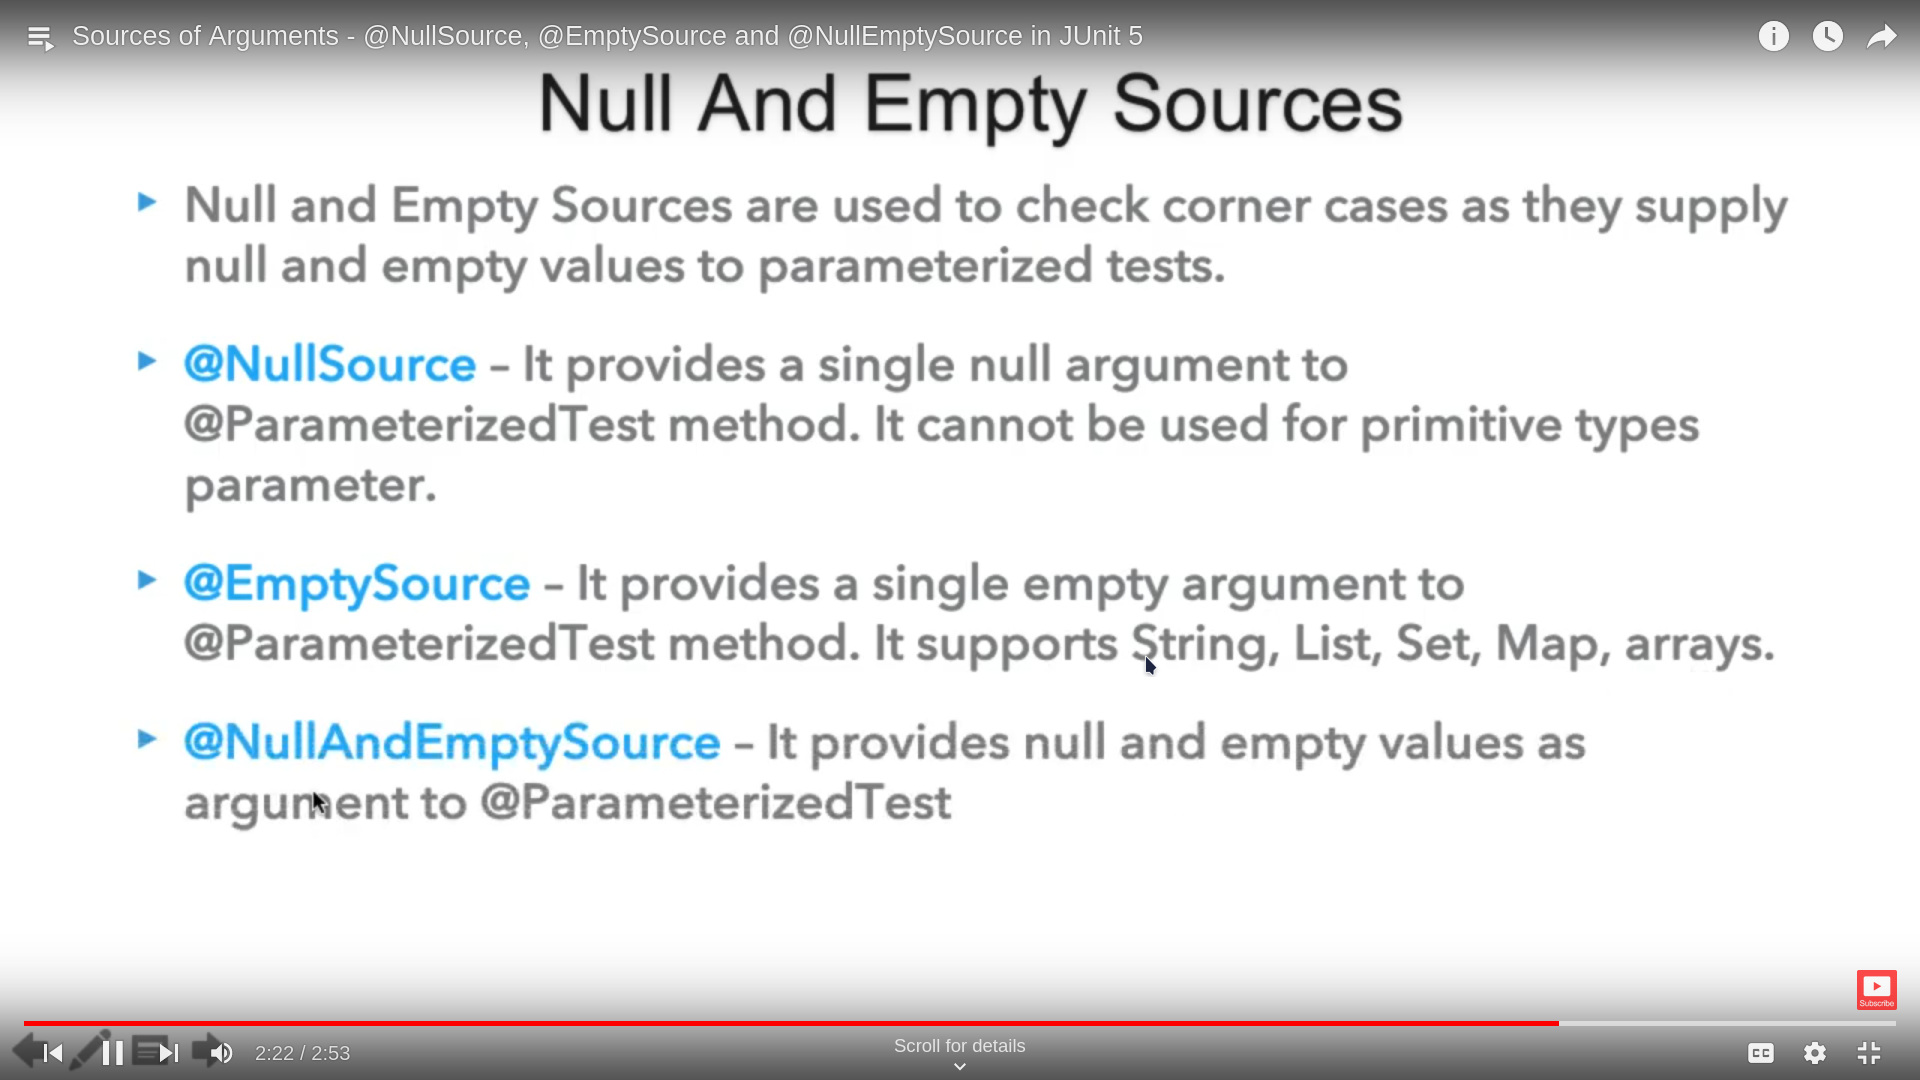 Sources of Arguments - @NullSource, @EmptySource and @NullEmptySource in JUnit 5
Null And Empty Sources
Null and Empty Sources are used to check corner cases as they supply
null and empty values to parameterized tests.
@NullSource – It provides a single null argument to
@ParameterizedTest method. It cannot be used for primitive types
parameter.
@EmptySource – It provides a single empty argument to
@ParameterizedTest method. It supports String, List, Set, Map, arrays.
@NullAndEmptySource – It provides null and empty values as
argument to @ParameterizedTest
Subscribe
2:22 / 2:53
Scroll for details
CC